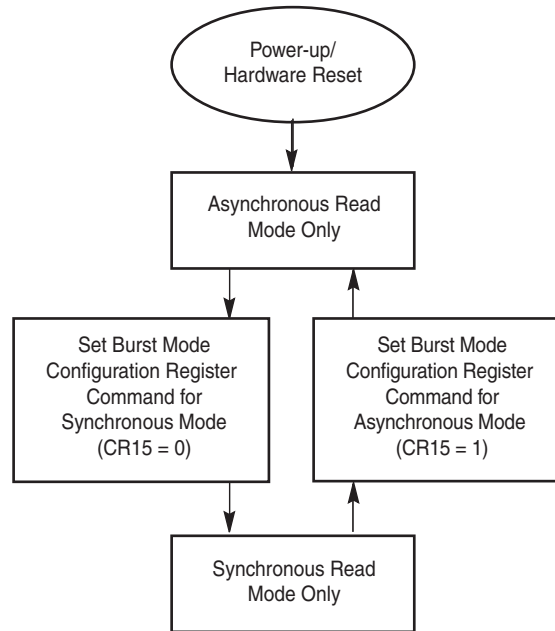 Power-up/
Hardware Reset
Asynchronous Read
Mode Only
Set Burst Mode
Configuration Register
Command for
Synchronous Mode
(CR15 = 0)
Set Burst Mode
Configuration Register
Command for
Asynchronous Mode
(CR15 = 1)
Synchronous Read
Mode Only